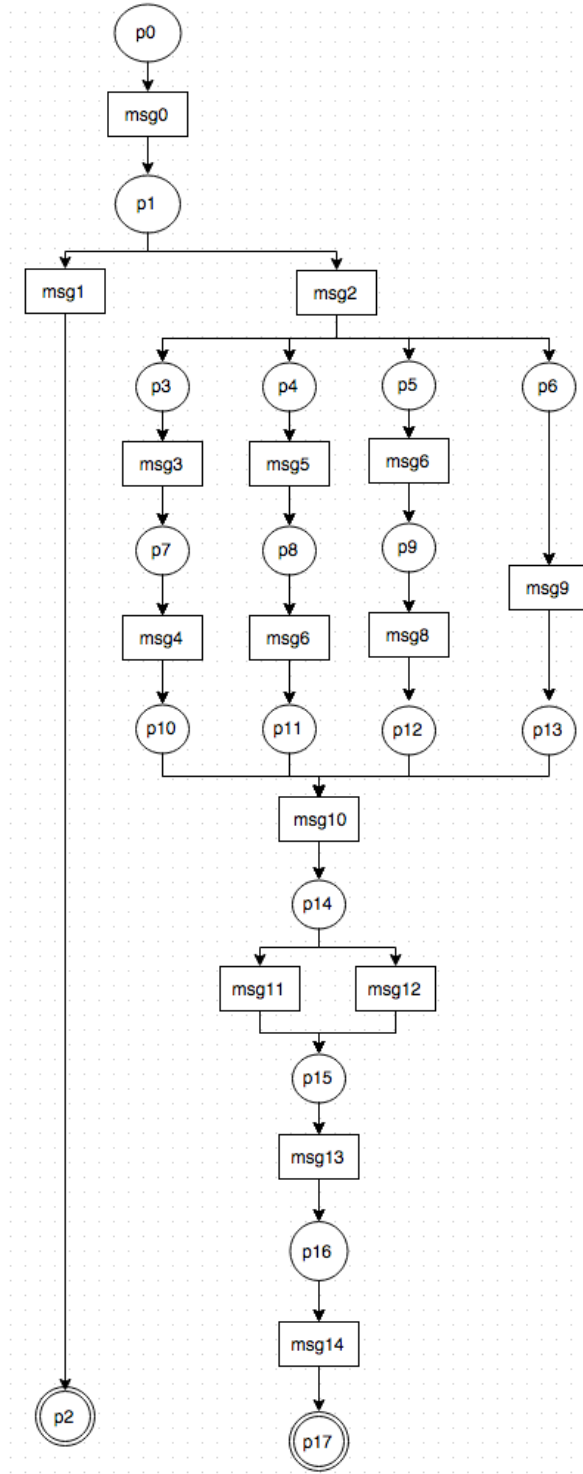 p0
msg0
p1
msg1 msg2
p3 p4 p5 p6
msg3 msg5 msg6
p7 p8 p9
msg9
msg4 msg6 msg8
p10 p11 p12 p13
msg10
p14
msg11 msg12
p15
msg13
p16
msg14
p2
p17